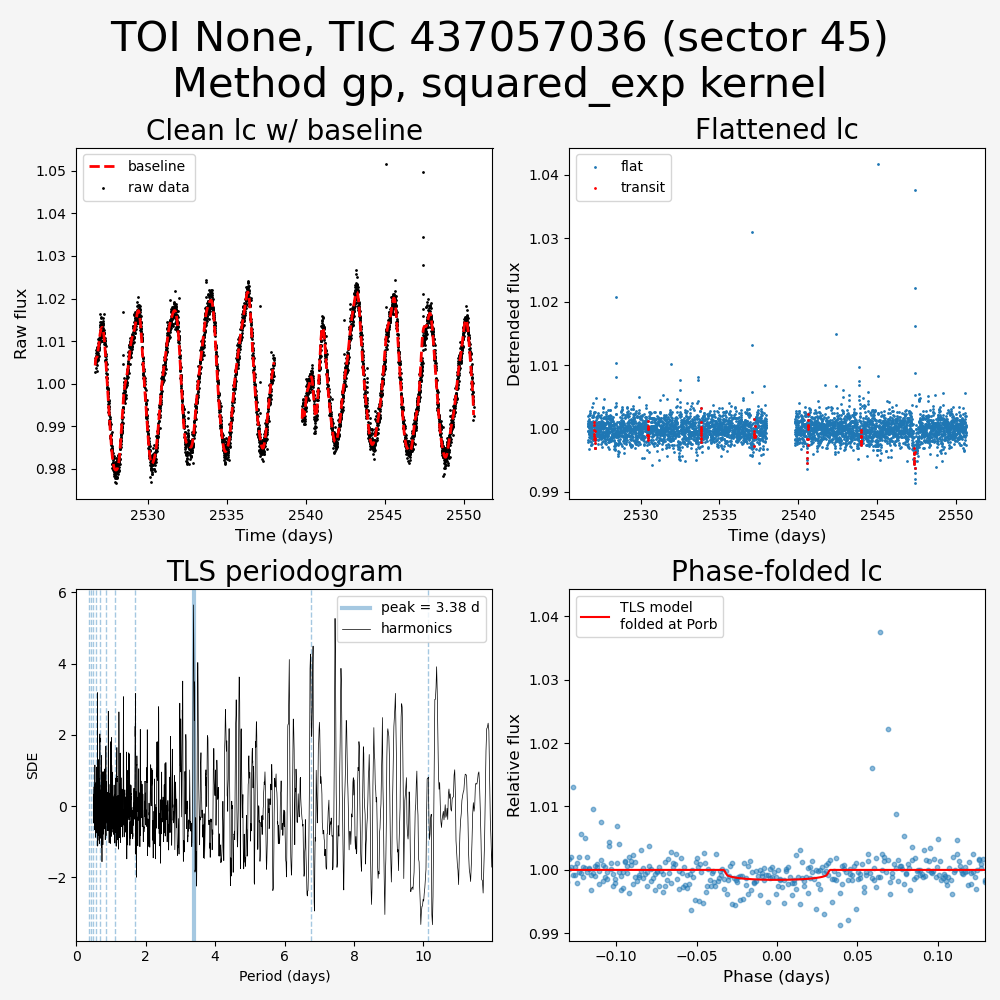 TOI None, TIC 437057036 (sector 45)
Method gp, squared_exp kernel
Clean lc w/ baseline
baseline
raw data
1.05
1.04
1.03
1.02
1.01
1.00
0.99
0.98
Raw flux
2530
2535
2540
2545
2550
Time (days)
Flattened lc
flat
transit
1.04
1.03
1.02
1.01
1.00
0.99
Detrended flux
2530
2535
2540
2545
2550
Time (days)
TLS periodogram
peak = 3.38 d
harmonics
6
4
2
0
−2
SDE
0
2
4
6
8
10
Period (days)
Phase-folded lc
TLS model
folded at Porb
1.04
1.03
1.02
1.01
1.00
0.99
Relative flux
−0.10
−0.05
0.00
0.05
0.10
Phase (days)